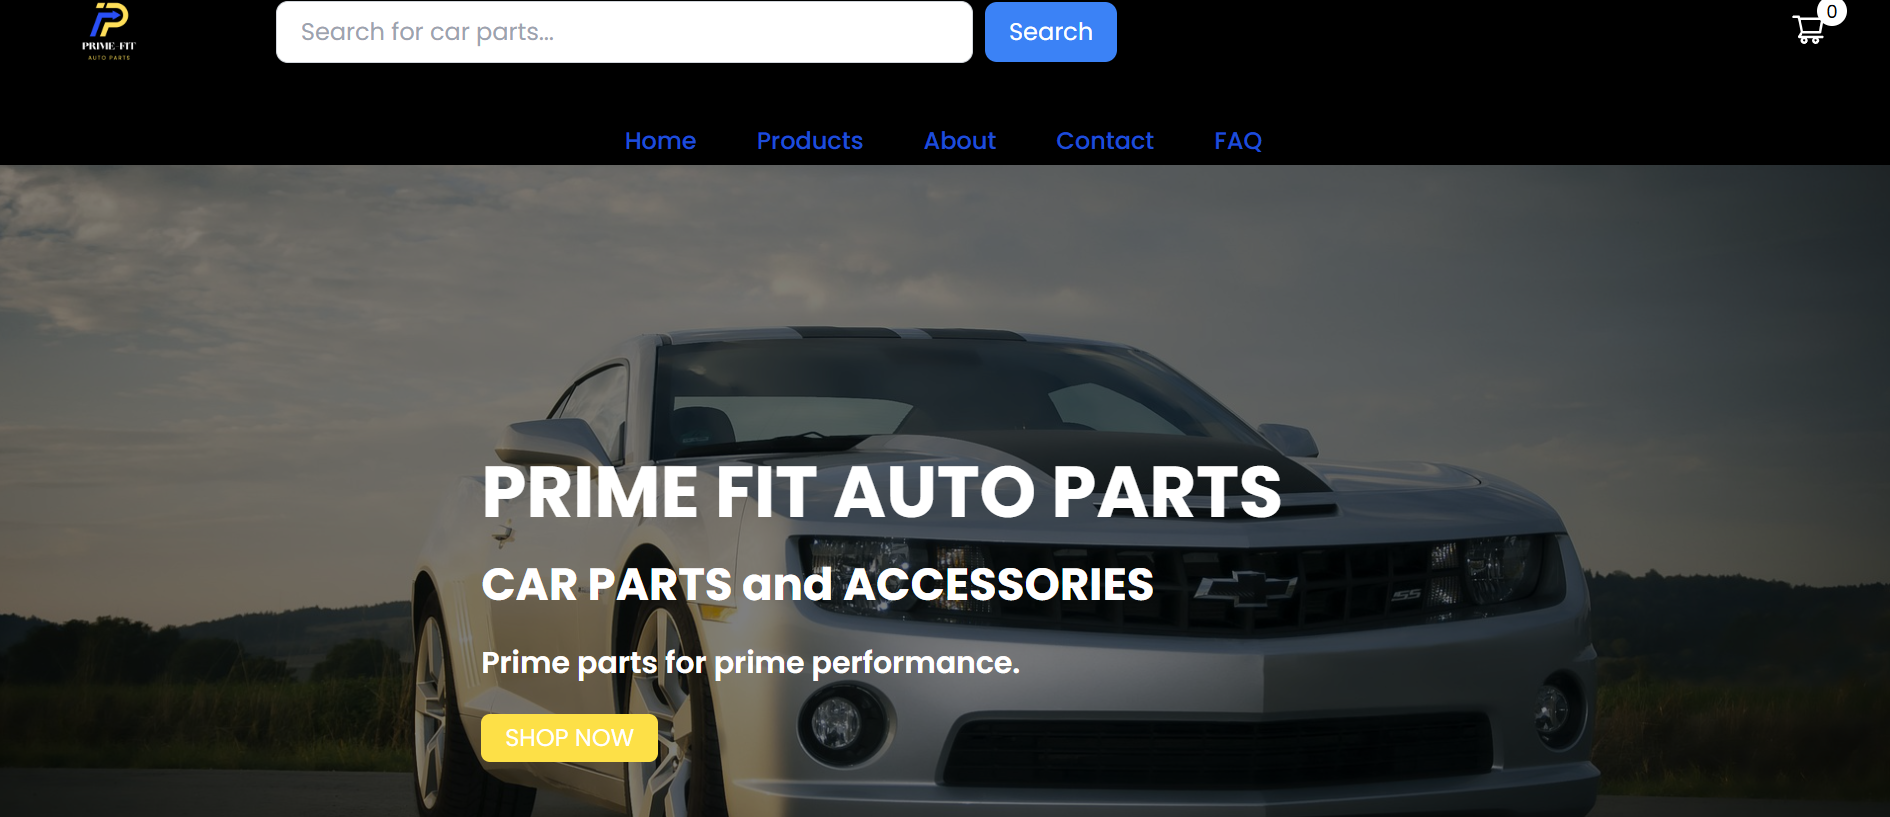 PRIME-FIT
AUTO PARTS
Search for car parts...
Search
0
Home
Products
About
Contact
FAQ
PRIME FIT AUTO PARTS
CAR PARTS and ACCESSORIES
Prime parts for prime performance.
SHOP NOW
SS